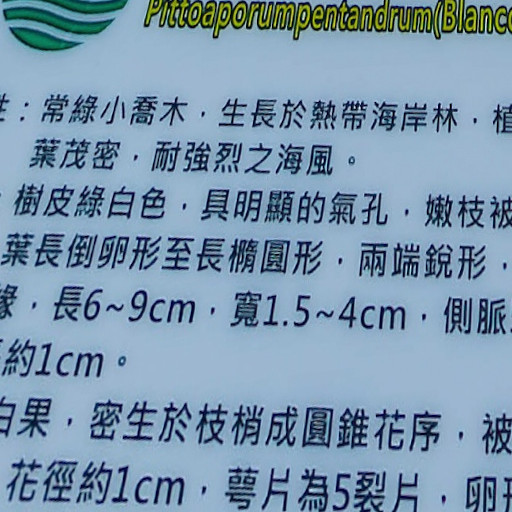 Pittoaporumpentandrum(Blanco
：常綠小喬木，生長於熱帶海岸林，植
葉茂密，耐強烈之海風。
樹皮綠白色，具明顯的氣孔，嫩枝被
葉長倒卵形至長橢圓形，兩端銳形，
緣，長6~9cm，寬1.5~4cm，側脈
約1cm。
白果，密生於枝梢成圓錐花序，被
花徑約1cm，萼片為5裂片，卵形